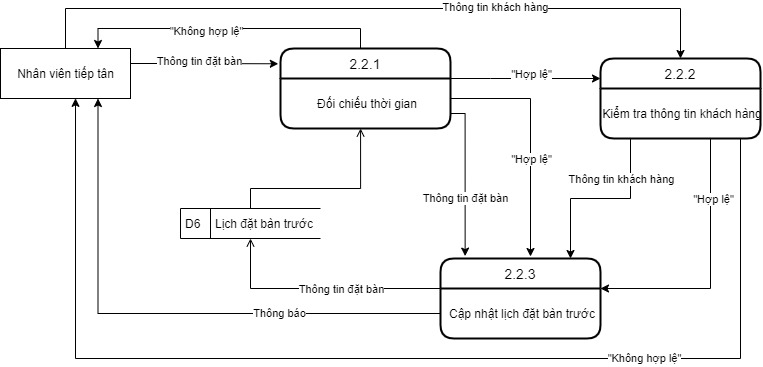 Thông tin khách hàng
"Không hợp lệ"
Nhân viên tiếp tân
Thông tin đặt bàn
2.2.1
Đối chiếu thời gian
"Hợp lệ"
2.2.2
Kiểm tra thông tin khách hàng
"Hợp lệ"
Thông tin khách hàng
Thông tin đặt bàn
"Hợp lệ"
D6
Lịch đặt bản trước
2.2.3
Cập nhật lịch đặt bản trước
Thông tin đặt bàn
Thông báo
"Không hợp lệ"